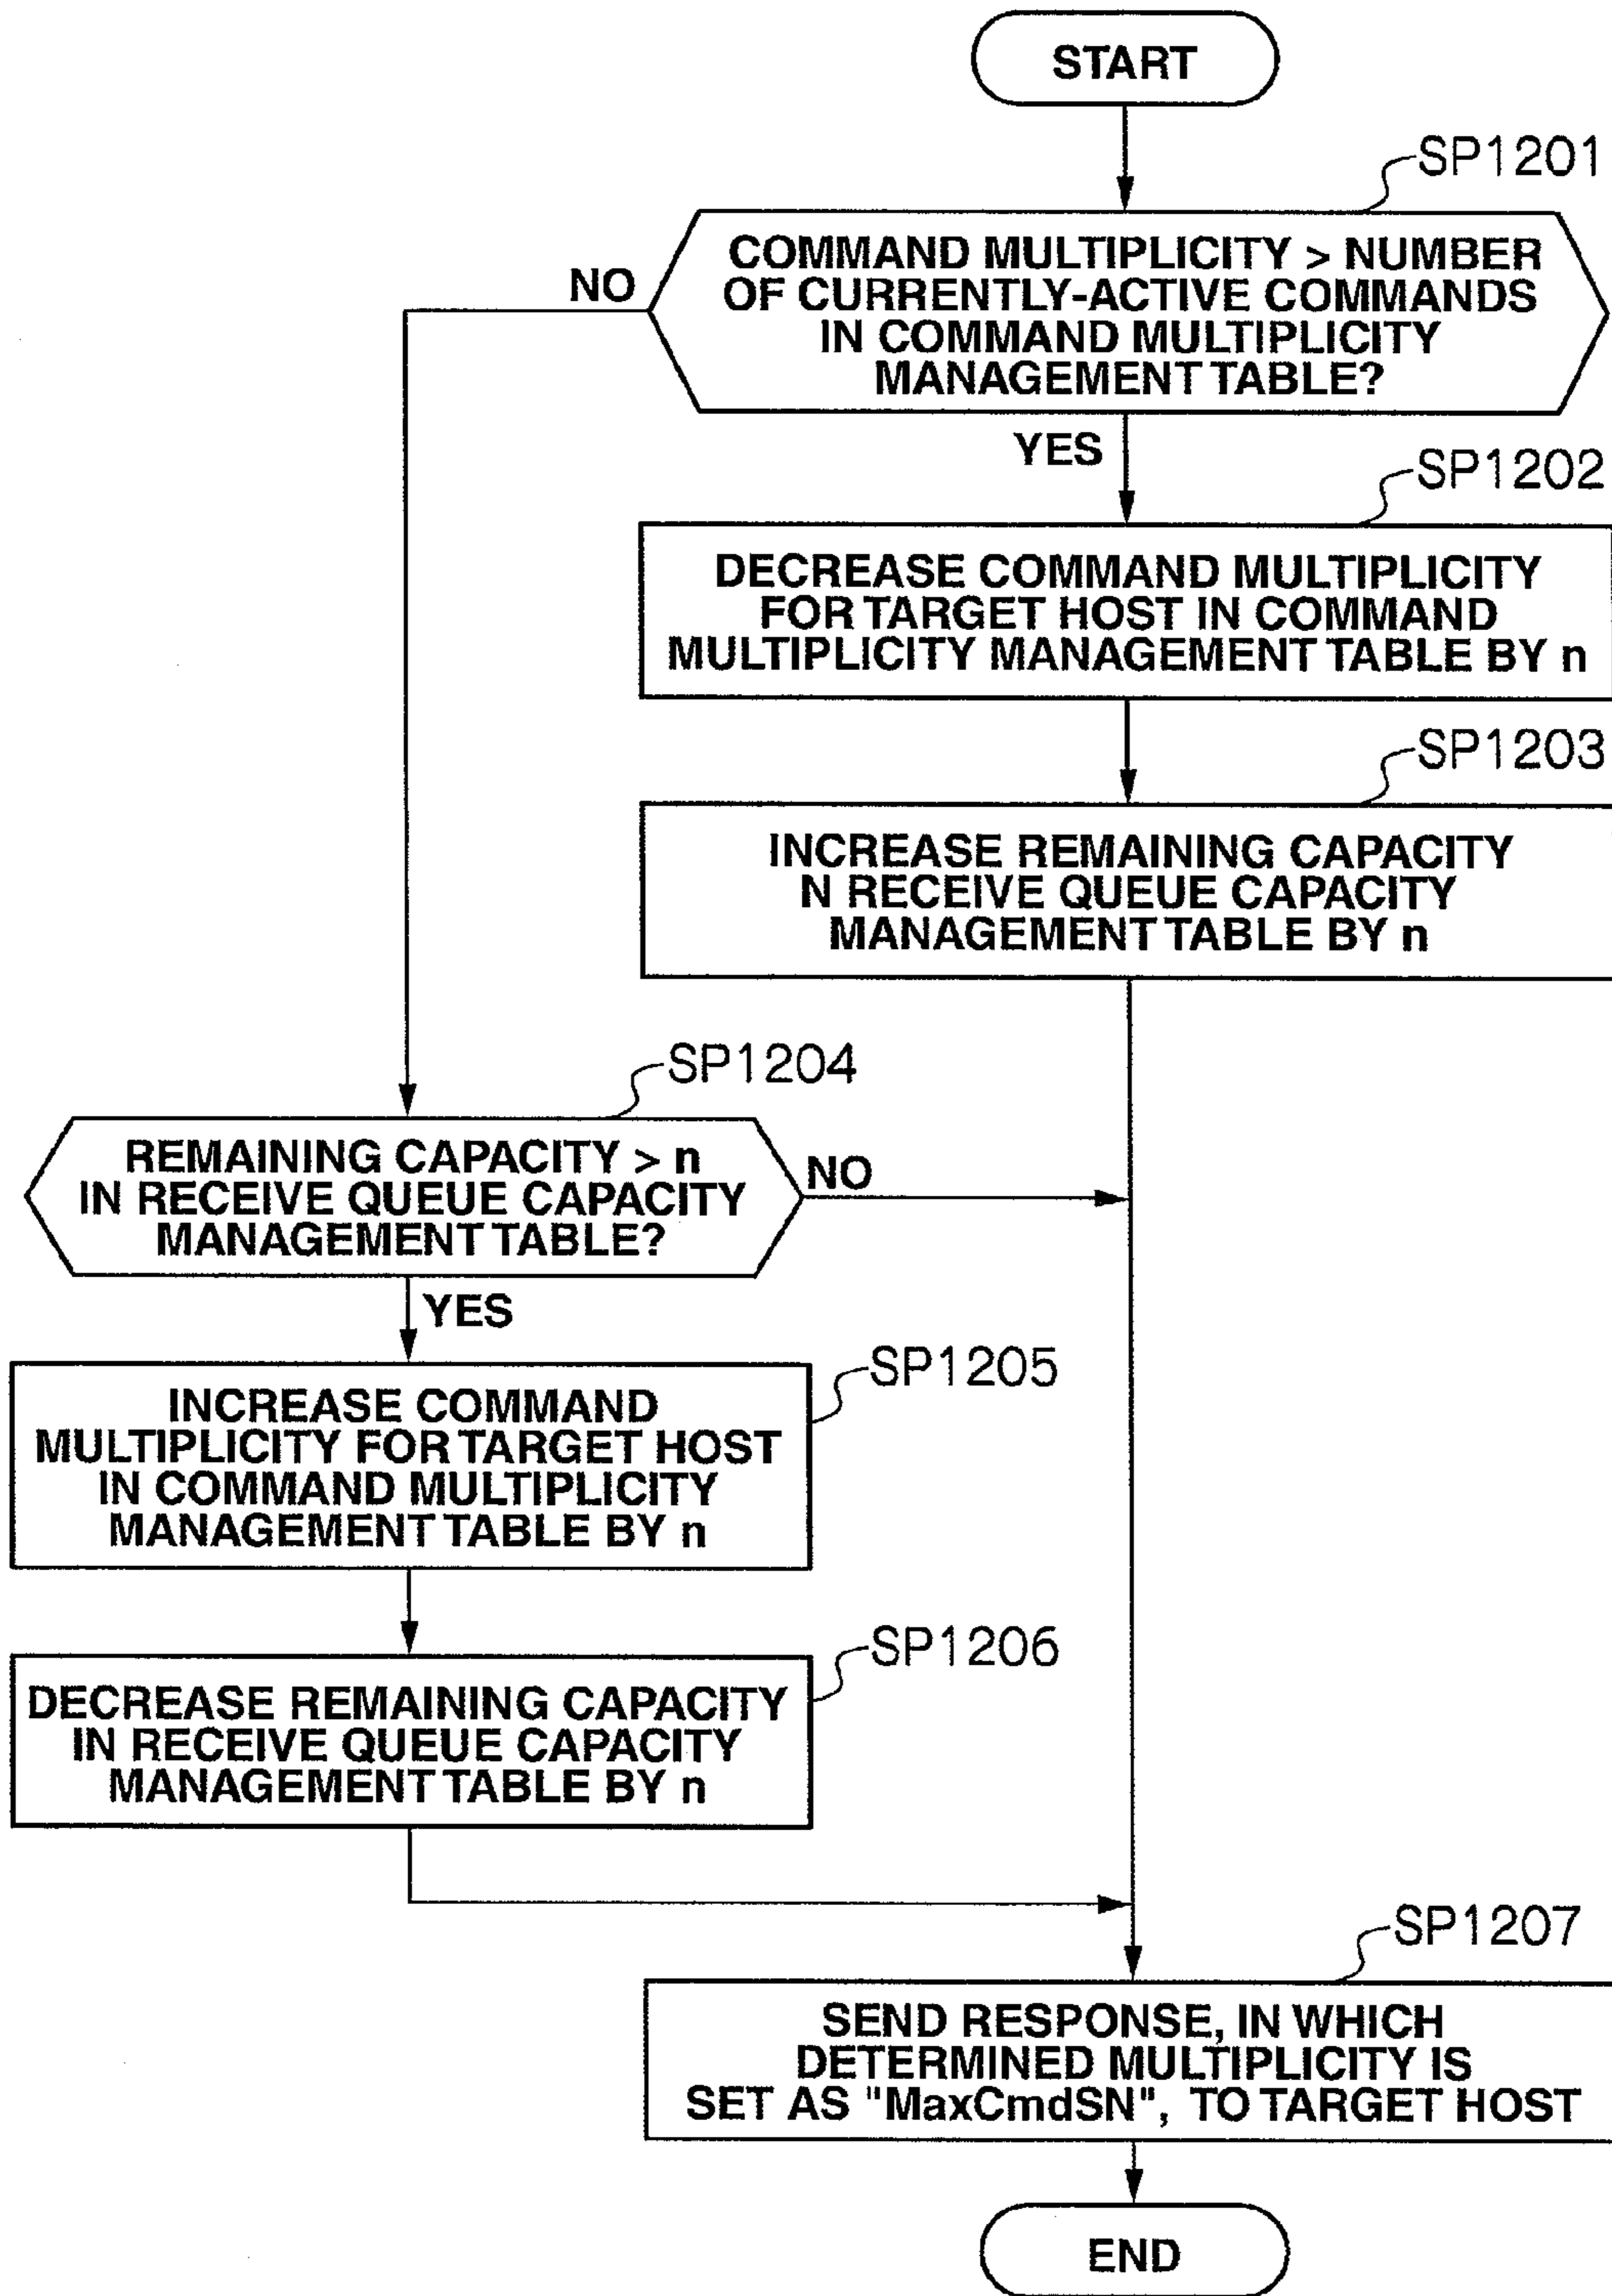 START
SP1201
COMMAND MULTIPLICITY > NUMBER
OF CURRENTLY-ACTIVE COMMANDS
IN COMMAND MULTIPLICITY
MANAGEMENT TABLE?
NO
YES
SP1202
DECREASE COMMAND MULTIPLICITY
FOR TARGET HOST IN COMMAND
MULTIPLICITY MANAGEMENT TABLE BY n
SP1203
INCREASE REMAINING CAPACITY
N RECEIVE QUEUE CAPACITY
MANAGEMENT TABLE BY n
SP1204
REMAINING CAPACITY > n
IN RECEIVE QUEUE CAPACITY
MANAGEMENT TABLE?
NO
YES
SP1205
INCREASE COMMAND
MULTIPLICITY FOR TARGET HOST
IN COMMAND MULTIPLICITY
MANAGEMENT TABLE BY n
SP1206
DECREASE REMAINING CAPACITY
IN RECEIVE QUEUE CAPACITY
MANAGEMENT TABLE BY n
SP1207
SEND RESPONSE, IN WHICH
DETERMINED MULTIPLICITY IS
SET AS "MaxCmdSN", TO TARGET HOST
END